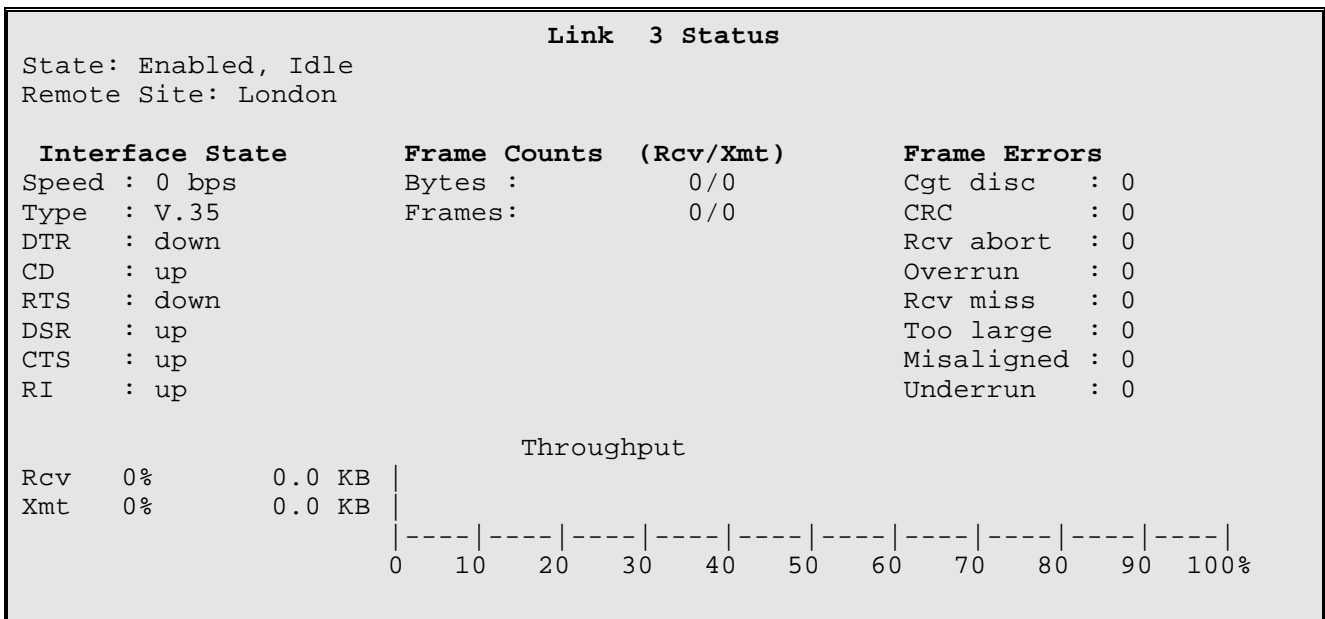 Link  3 Status
State: Enabled, Idle
Remote Site: London
 Interface State       Frame Counts  (Rcv/Xmt)       Frame Errors
Speed : 0 bps          Bytes :          0/0          Cgt disc   : 0
Type  : V.35           Frames:          0/0          CRC        : 0
DTR   : down                                         Rcv abort  : 0
CD    : up                                           Overrun    : 0
RTS   : down                                         Rcv miss   : 0
DSR   : up                                           Too large  : 0
CTS   : up                                           Misaligned : 0
RI    : up                                           Underrun   : 0
Throughput
Rcv   0%       0.0 KB |
Xmt   0%       0.0 KB |
|----|----|----|----|----|----|----|----|----|----|
0   10   20   30   40   50   60   70   80   90  100%